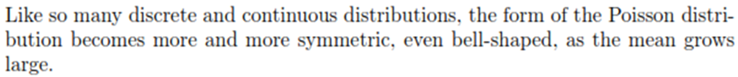 Like so many discrete and continuous distributions, the form of the Poisson distri-
bution becomes more and more symmetric, even bell-shaped, as the mean grows
large.